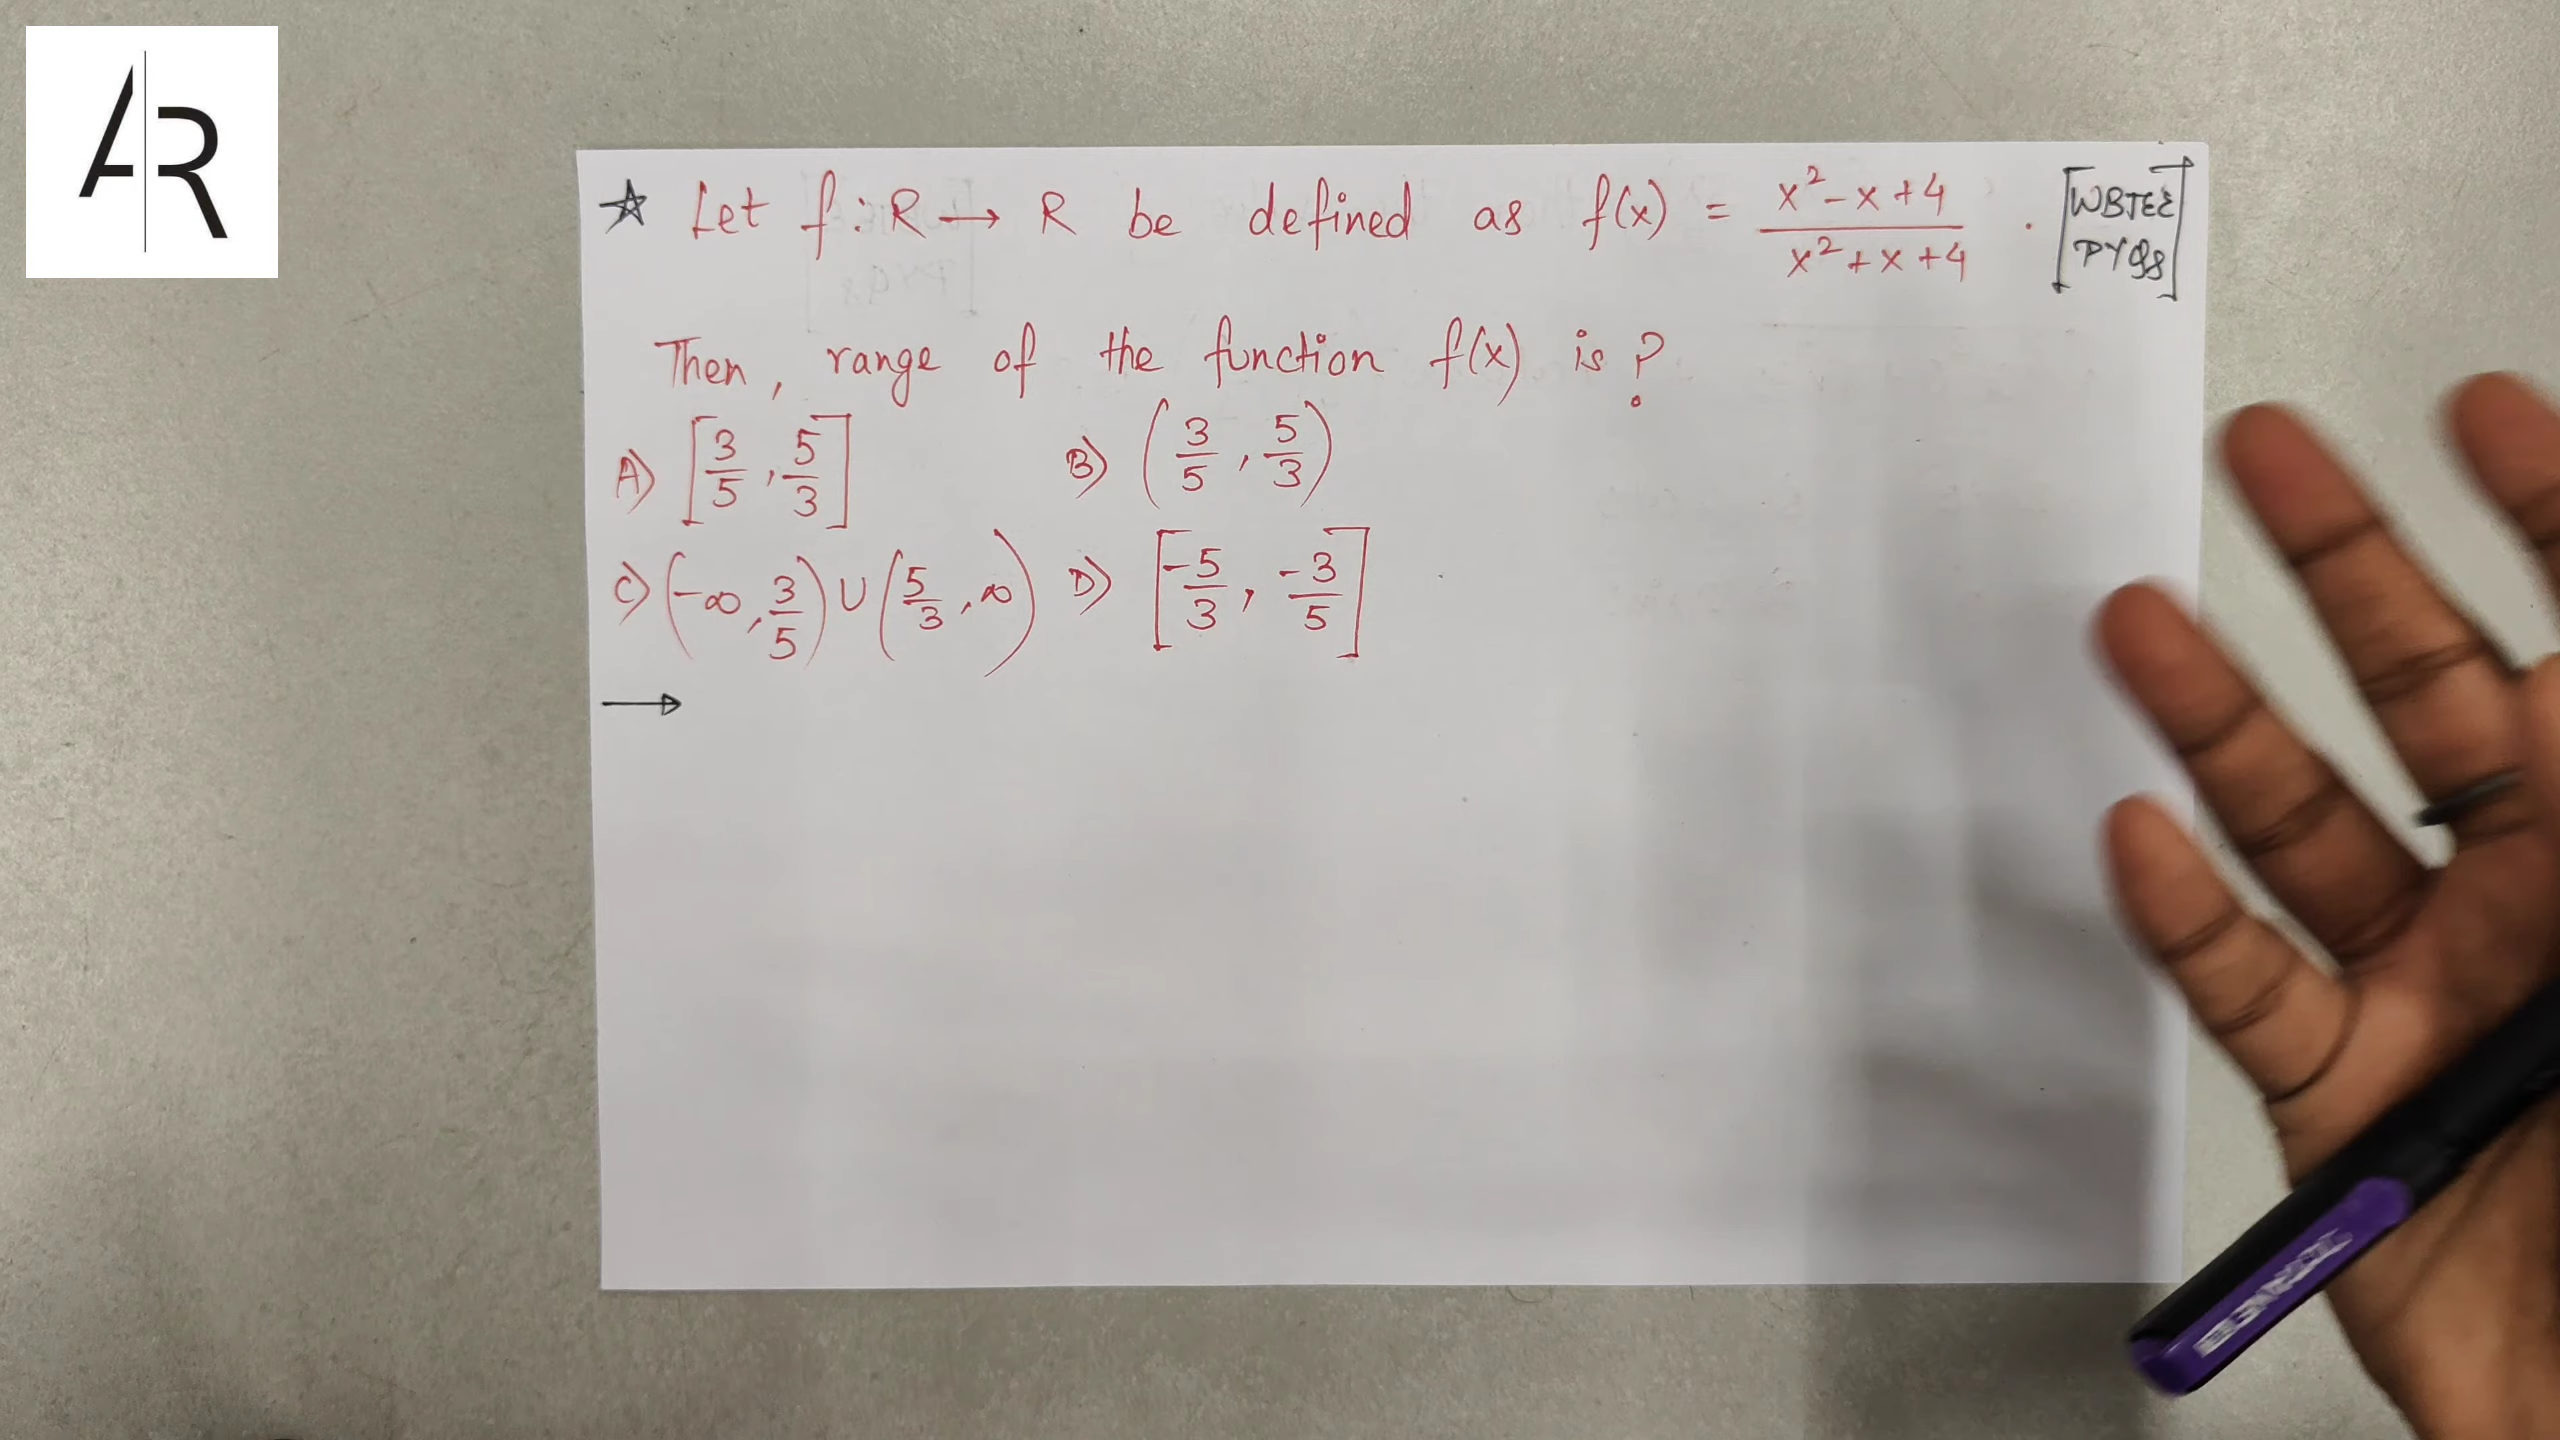 AR
☆ Let f : R → R be defined as f(x) = (x² - x + 4)/(x² + x + 4) . [WBJEE PYQs]
Then, range of the function f(x) is ?
A) [3/5, 5/3] B) (3/5, 5/3)
C) (-∞, 3/5) ∪ (5/3, ∞) D) [-5/3, -3/5]
→